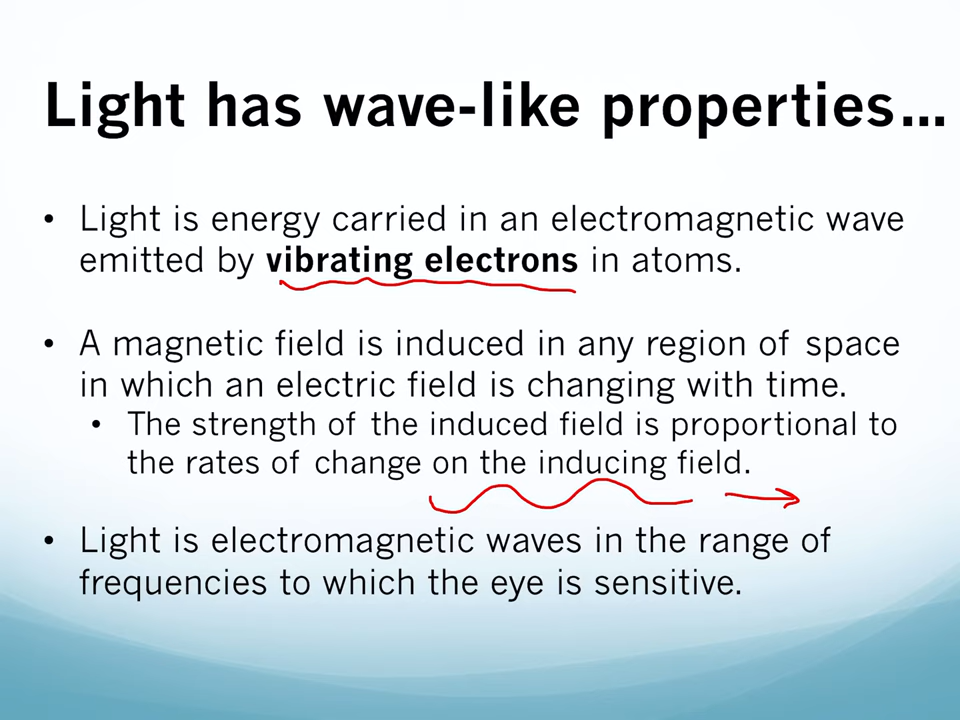 Light has wave-like properties...
• Light is energy carried in an electromagnetic wave
emitted by vibrating electrons in atoms.
• A magnetic field is induced in any region of space
in which an electric field is changing with time.
• The strength of the induced field is proportional to
the rates of change on the inducing field.
• Light is electromagnetic waves in the range of
frequencies to which the eye is sensitive.